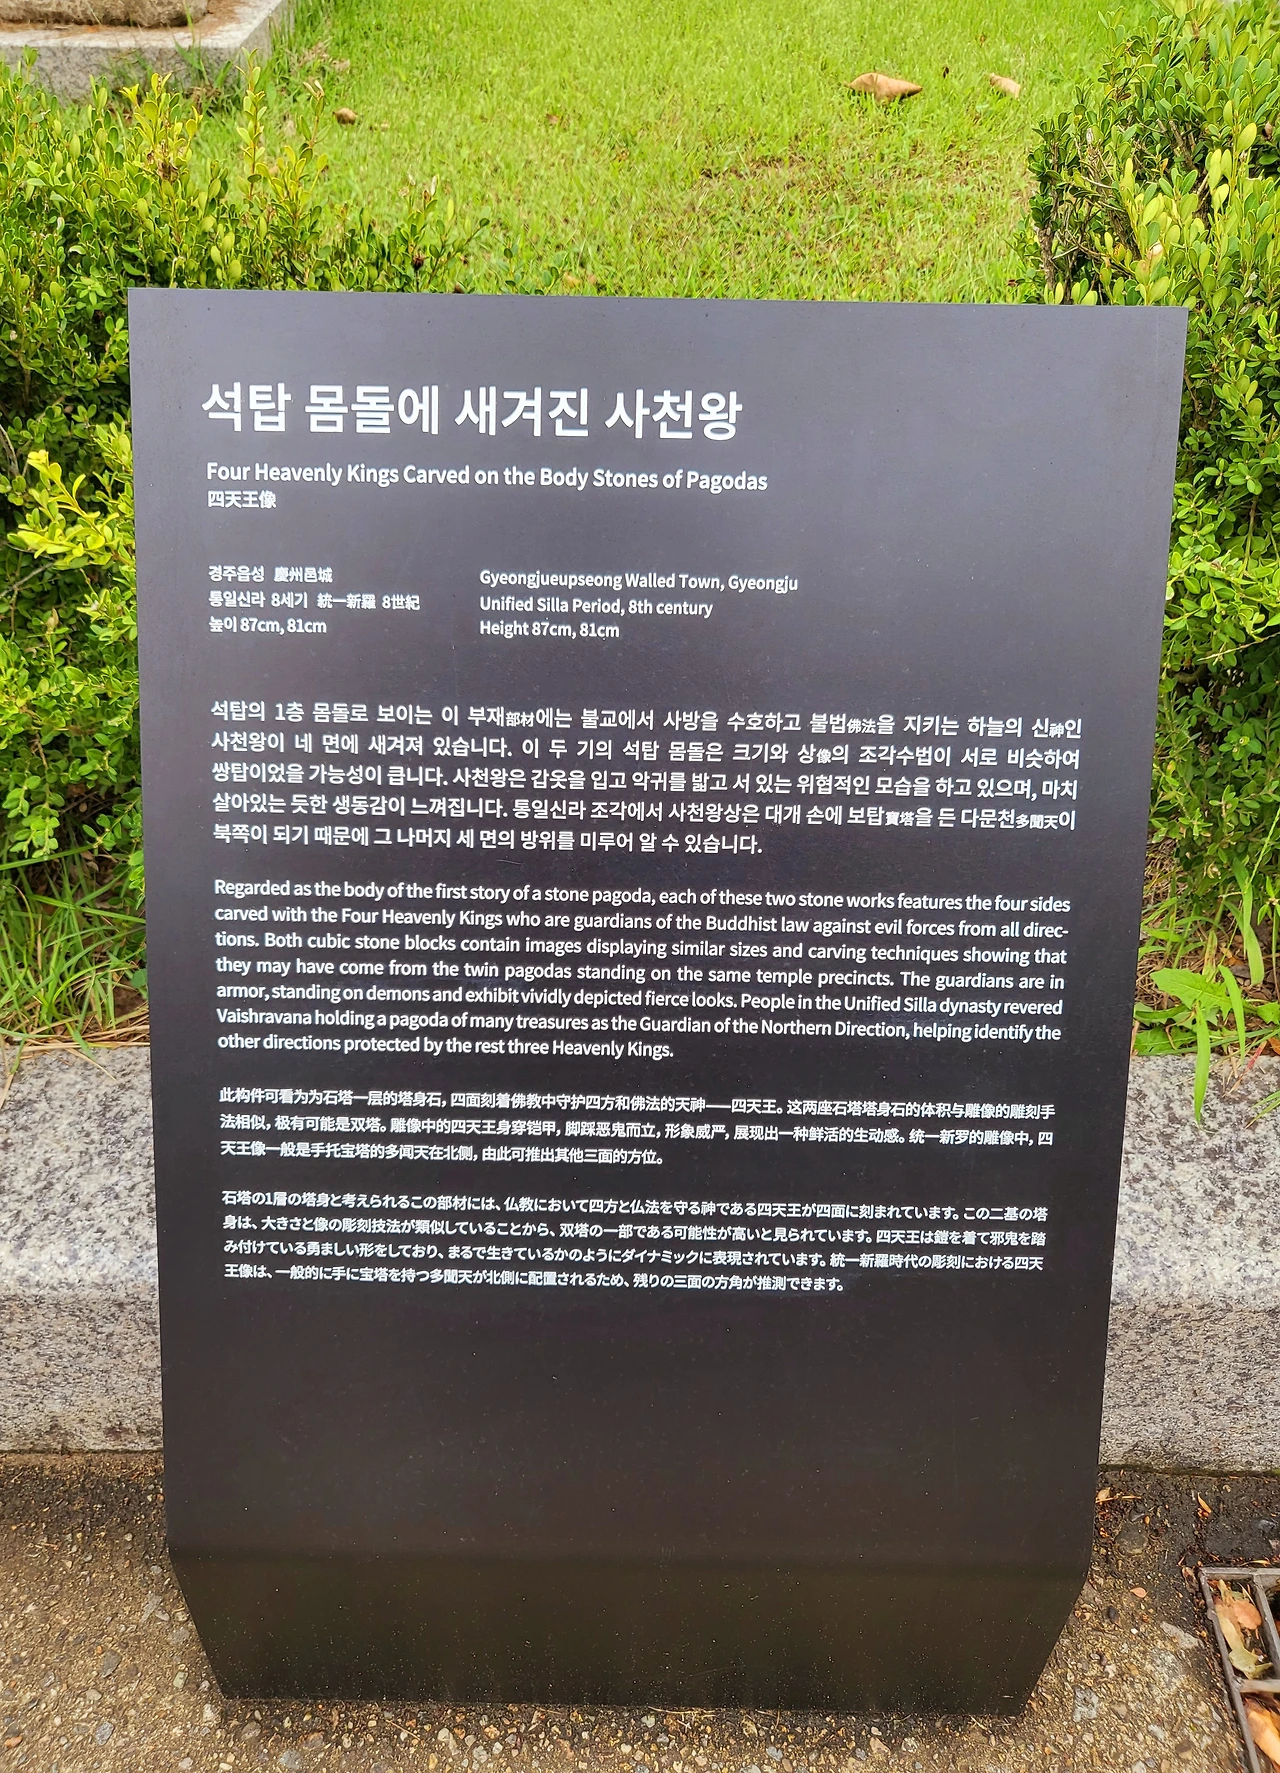 석탑 몸돌에 새겨진 사천왕
Four Heavenly Kings Carved on the Body Stones of Pagodas
四天王像
경주읍성 慶州邑城
통일신라 8세기 統一新羅 8世紀
높이 87cm, 81cm
Gyeongjueupseong Walled Town, Gyeongju
Unified Silla Period, 8th century
Height 87cm, 81cm
석탑의 1층 몸돌로 보이는 이 부재部材에는 불교에서 사방을 수호하고 불법佛法을 지키는 하늘의 신神인
사천왕이 네 면에 새겨져 있습니다. 이 두 기의 석탑 몸돌은 크기와 상像의 조각수법이 서로 비슷하여
쌍탑이었을 가능성이 큽니다. 사천왕은 갑옷을 입고 악귀를 밟고 서 있는 위협적인 모습을 하고 있으며, 마치
살아있는 듯한 생동감이 느껴집니다. 통일신라 조각에서 사천왕상은 대개 손에 보탑寶塔을 든 다문천多聞天이
북쪽이 되기 때문에 그 나머지 세 면의 방위를 미루어 알 수 있습니다.
Regarded as the body of the first story of a stone pagoda, each of these two stone works features the four sides
carved with the Four Heavenly Kings who are guardians of the Buddhist law against evil forces from all direc-
tions. Both cubic stone blocks contain images displaying similar sizes and carving techniques showing that
they may have come from the twin pagodas standing on the same temple precincts. The guardians are in
armor, standing on demons and exhibit vividly depicted fierce looks. People in the Unified Silla dynasty revered
Vaishravana holding a pagoda of many treasures as the Guardian of the Northern Direction, helping identify the
other directions protected by the rest three Heavenly Kings.
此构件可看为为石塔一层的塔身石, 四面刻着佛教中守护四方和佛法的天神——四天王。这两座石塔塔身石的体积与雕像的雕刻手
法相似, 极有可能是双塔。雕像中的四天王身穿铠甲, 脚踩恶鬼而立, 形象威严, 展现出一种鲜活的生动感。统一新罗的雕像中, 四
天王像一般是手托宝塔的多闻天在北侧, 由此可推出其他三面的方位。
石塔の1層の塔身と考えられるこの部材には、仏教において四方と仏法を守る神である四天王が四面に刻まれています。この二基の塔
身は、大きさと像の彫刻技法が類似していることから、双塔の一部である可能性が高いと見られています。四天王は鎧を着て邪鬼を踏
み付けている勇ましい形をしており、まるで生きているかのようにダイナミックに表現されています。統一新羅時代の彫刻における四天
王像は、一般的に手に宝塔を持つ多聞天が北側に配置されるため、残りの三面の方角が推測できます。